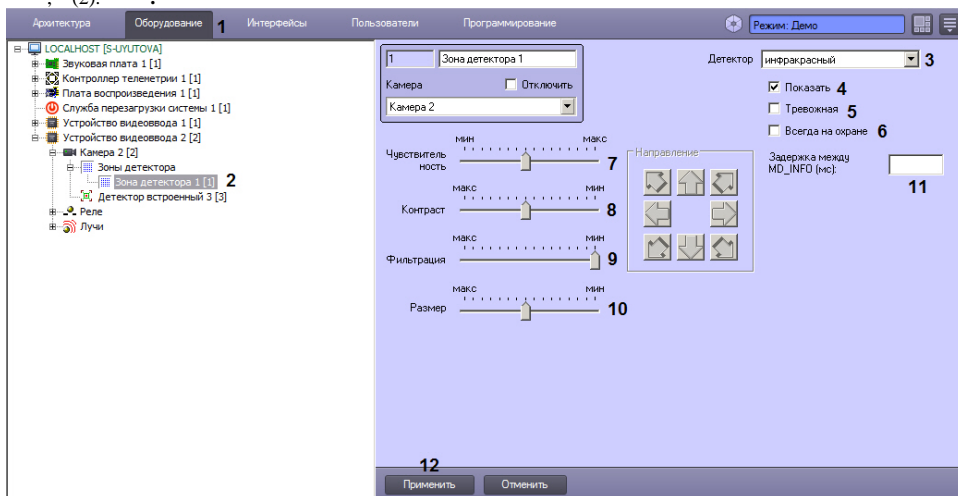 (2).
Архитектура Оборудование 1 Интерфейсы Пользователи Программирование Режим: Демо
LOCALHOST [S-UYUTOVA]
Звуковая плата 1 [1]
Контроллер телеметрии 1 [1]
Плата воспроизведения 1 [1]
Служба перезагрузки системы 1 [1]
Устройство видеоввода 1 [1]
Устройство видеоввода 2 [2]
Камера 2 [2]
Зоны детектора
Зона детектора 1 [1] 2
Детектор встроенный 3 [3]
Реле
Лучи
1 Зона детектора 1
Камера Отключить
Камера 2
Детектор инфракрасный 3
Показать 4
Тревожная 5
Всегда на охране 6
Задержка между
MD_INFO (мс):
11
мин макс
Чувствитель
ность 7
макс мин
Контраст 8
макс мин
Фильтрация 9
макс мин
Размер 10
Направление
12
Применить Отменить